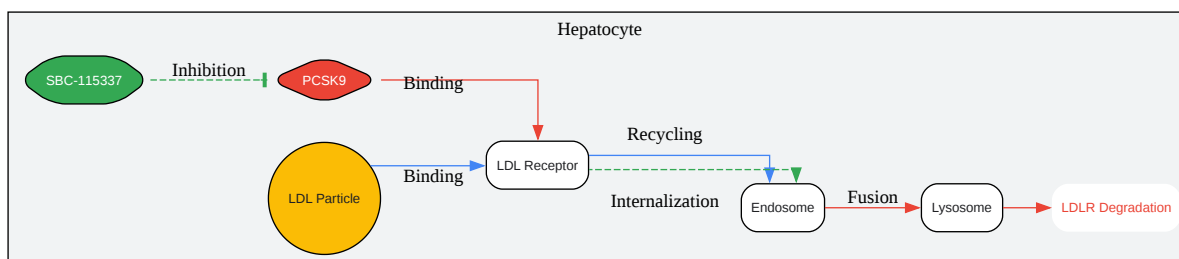 Hepatocyte
SBC-115337
Inhibition
PCSK9
Binding
LDL Particle
Binding
LDL Receptor
Recycling
Internalization
Endosome
Fusion
Lysosome
LDLR Degradation